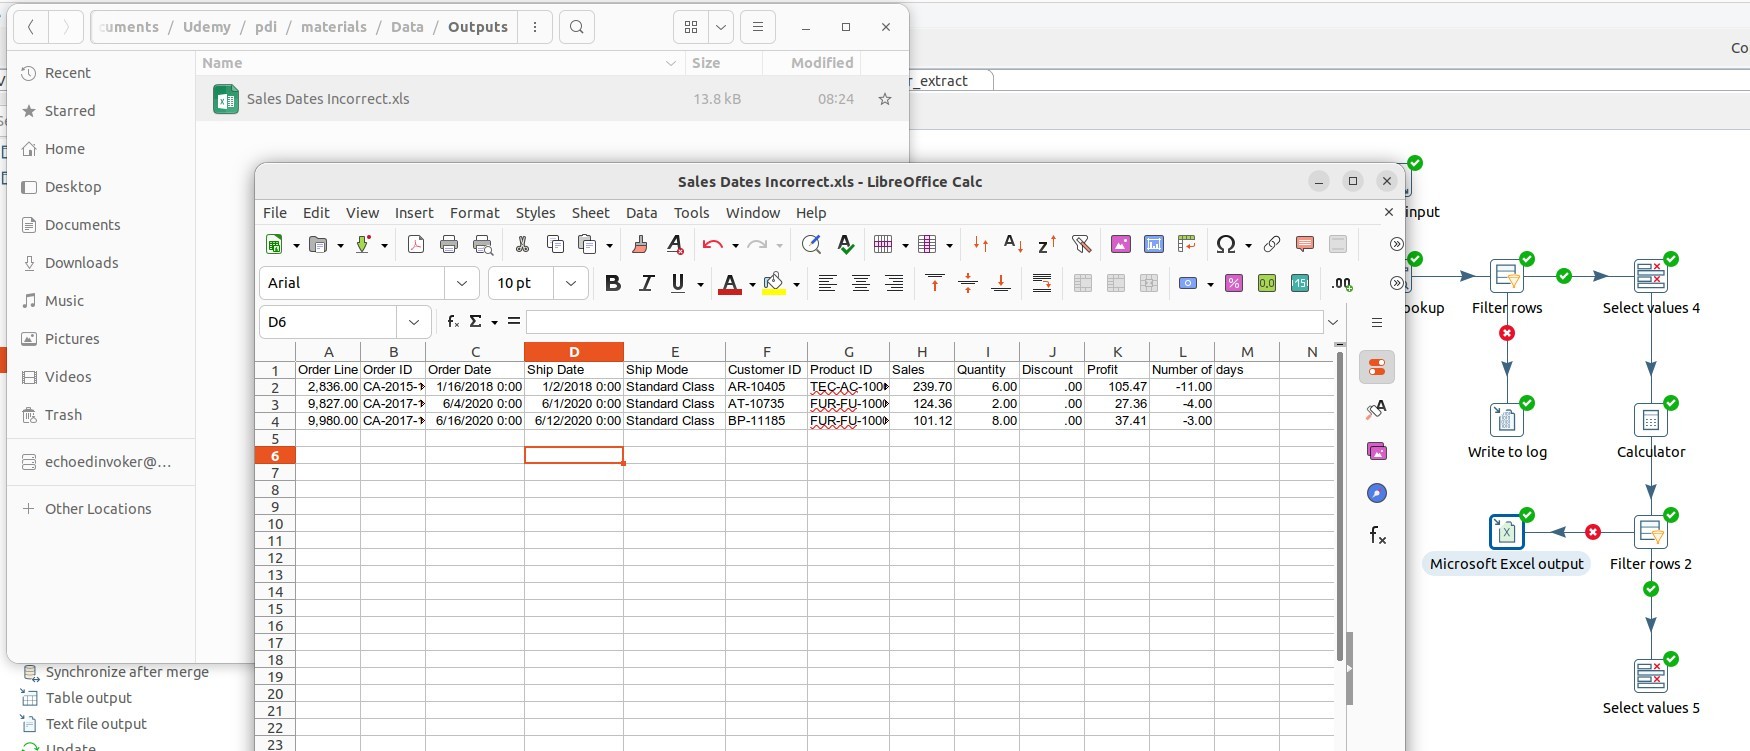 cuments / Udemy / pdi / materials / Data / Outputs
Co
Name Size Modified
r_extract
Sales Dates Incorrect.xls 13.8 kB 08:24
Recent
Starred
Home
Desktop
Documents
Downloads
Music
Pictures
Videos
Trash
echoedinvoker@...
Other Locations
Synchronize after merge
Table output
Text file output
Update
Sales Dates Incorrect.xls - LibreOffice Calc
File Edit View Insert Format Styles Sheet Data Tools Window Help
Arial 10 pt
D6
A B C D E F G H I J K L M N
1 Order Line Order ID Order Date Ship Date Ship Mode Customer ID Product ID Sales Quantity Discount Profit Number of days
2 2,836.00 CA-2015-1 1/16/2018 0:00 1/2/2018 0:00 Standard Class AR-10405 TEC-AC-100 239.70 6.00 .00 105.47 -11.00
3 9,827.00 CA-2017-1 6/4/2020 0:00 6/1/2020 0:00 Standard Class AT-10735 FUR-FU-100 124.36 2.00 .00 27.36 -4.00
4 9,980.00 CA-2017-1 6/16/2020 0:00 6/12/2020 0:00 Standard Class BP-11185 FUR-FU-100 101.12 8.00 .00 37.41 -3.00
5
6
7
8
9
10
11
12
13
14
15
16
17
18
19
20
21
22
23
input
ookup
Filter rows
Select values 4
Write to log
Calculator
Microsoft Excel output
Filter rows 2
Select values 5